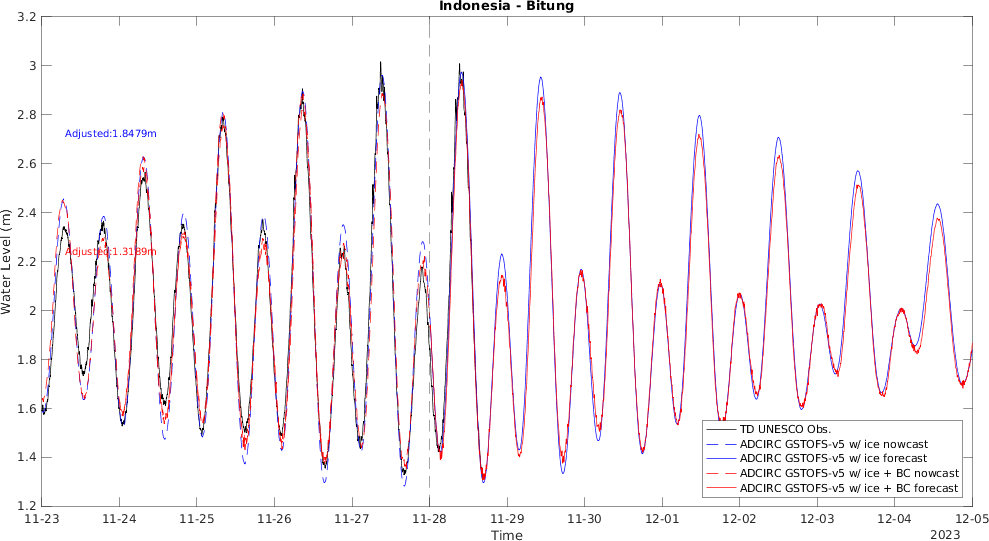 Indonesia - Bitung
3.2
3
2.8
2.6
2.4
2.2
2
1.8
1.6
1.4
1.2
Water Level (m)
Adjusted:1.8479m
Adjusted:1.3189m
TD UNESCO Obs.
ADCIRC GSTOFS-v5 w/ ice nowcast
ADCIRC GSTOFS-v5 w/ ice forecast
ADCIRC GSTOFS-v5 w/ ice + BC nowcast
ADCIRC GSTOFS-v5 w/ ice + BC forecast
11-23 11-24 11-25 11-26 11-27 11-28 11-29 11-30 12-01 12-02 12-03 12-04 12-05
Time
2023